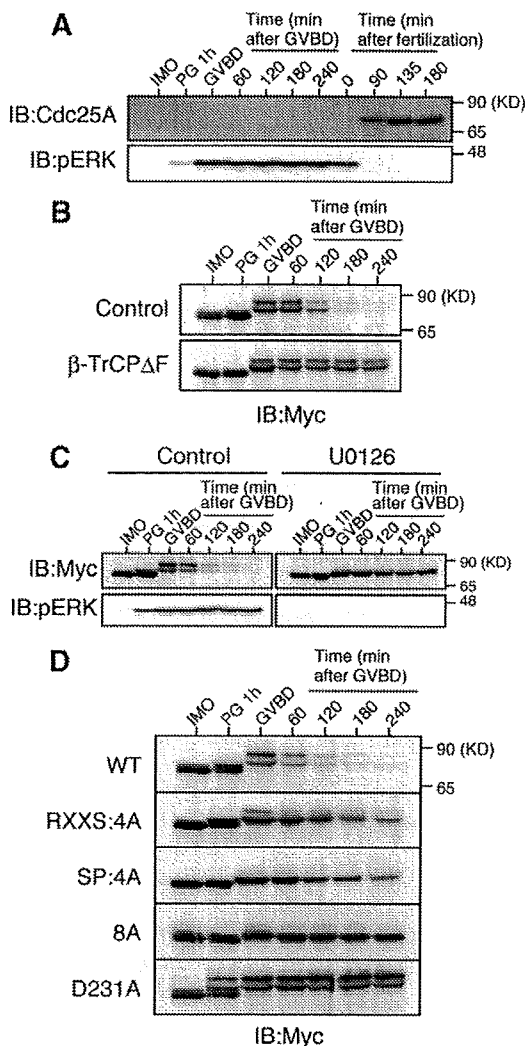 A
Time (min after GVBD)
Time (min after fertilization)
IMO PG 1h GVBD 60 120 180 240 0 90 135 180
IB:Cdc25A
90 (KD)
65
IB:pERK
48
B
Time (min after GVBD)
IMO PG 1h GVBD 60 120 180 240
Control
90 (KD)
65
β-TrCPΔF
IB:Myc
C
Control U0126
Time (min after GVBD)
Time (min after GVBD)
IMO PG 1h GVBD 60 120 180 240
IMO PG 1h GVBD 60 120 180 240
IB:Myc
90 (KD)
65
IB:pERK
48
D
Time (min after GVBD)
IMO PG 1h GVBD 60 120 180 240
WT
90 (KD)
65
RXXS:4A
SP:4A
8A
D231A
IB:Myc